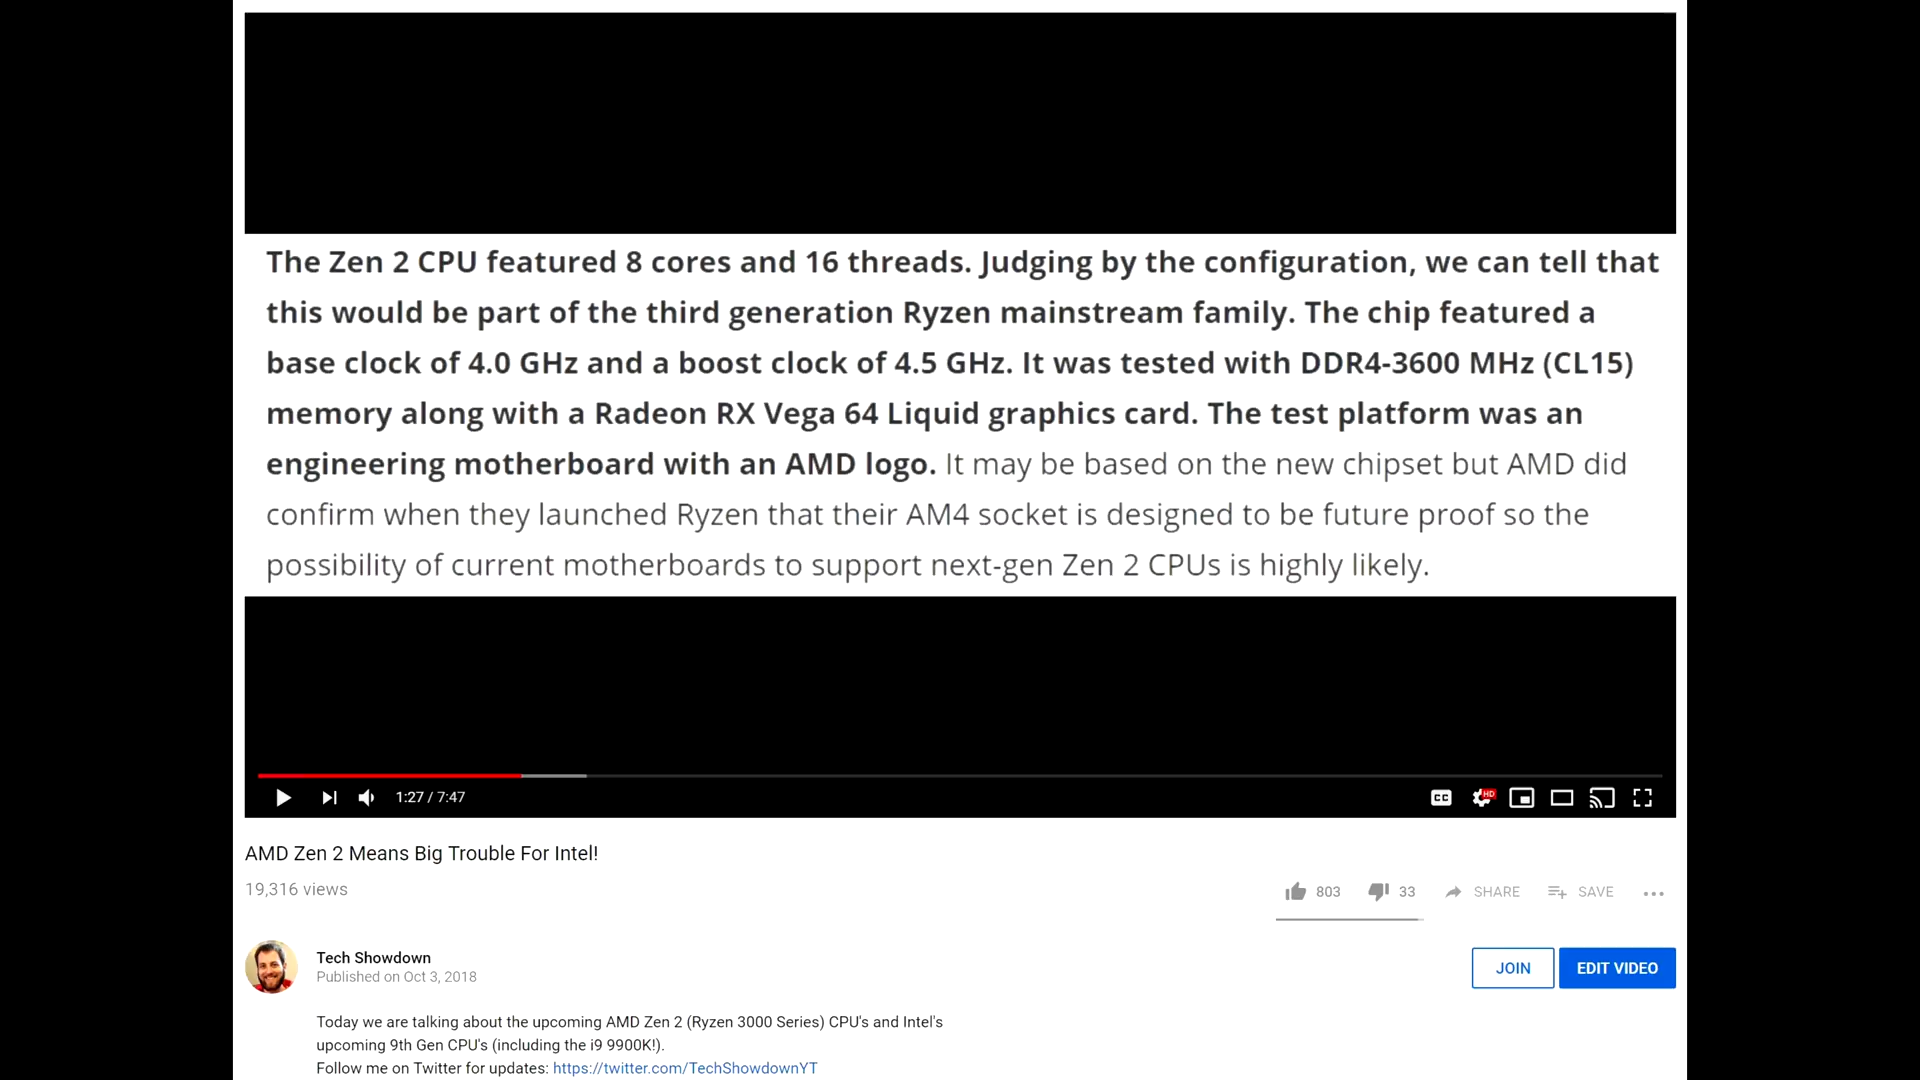 The Zen 2 CPU featured 8 cores and 16 threads. Judging by the configuration, we can tell that
this would be part of the third generation Ryzen mainstream family. The chip featured a
base clock of 4.0 GHz and a boost clock of 4.5 GHz. It was tested with DDR4-3600 MHz (CL15)
memory along with a Radeon RX Vega 64 Liquid graphics card. The test platform was an
engineering motherboard with an AMD logo. It may be based on the new chipset but AMD did
confirm when they launched Ryzen that their AM4 socket is designed to be future proof so the
possibility of current motherboards to support next-gen Zen 2 CPUs is highly likely.
1:27 / 7:47
CC
HD
AMD Zen 2 Means Big Trouble For Intel!
19,316 views
803
33
SHARE
SAVE
Tech Showdown
Published on Oct 3, 2018
JOIN
EDIT VIDEO
Today we are talking about the upcoming AMD Zen 2 (Ryzen 3000 Series) CPU's and Intel's
upcoming 9th Gen CPU's (including the i9 9900K!).
Follow me on Twitter for updates: https://twitter.com/TechShowdownYT